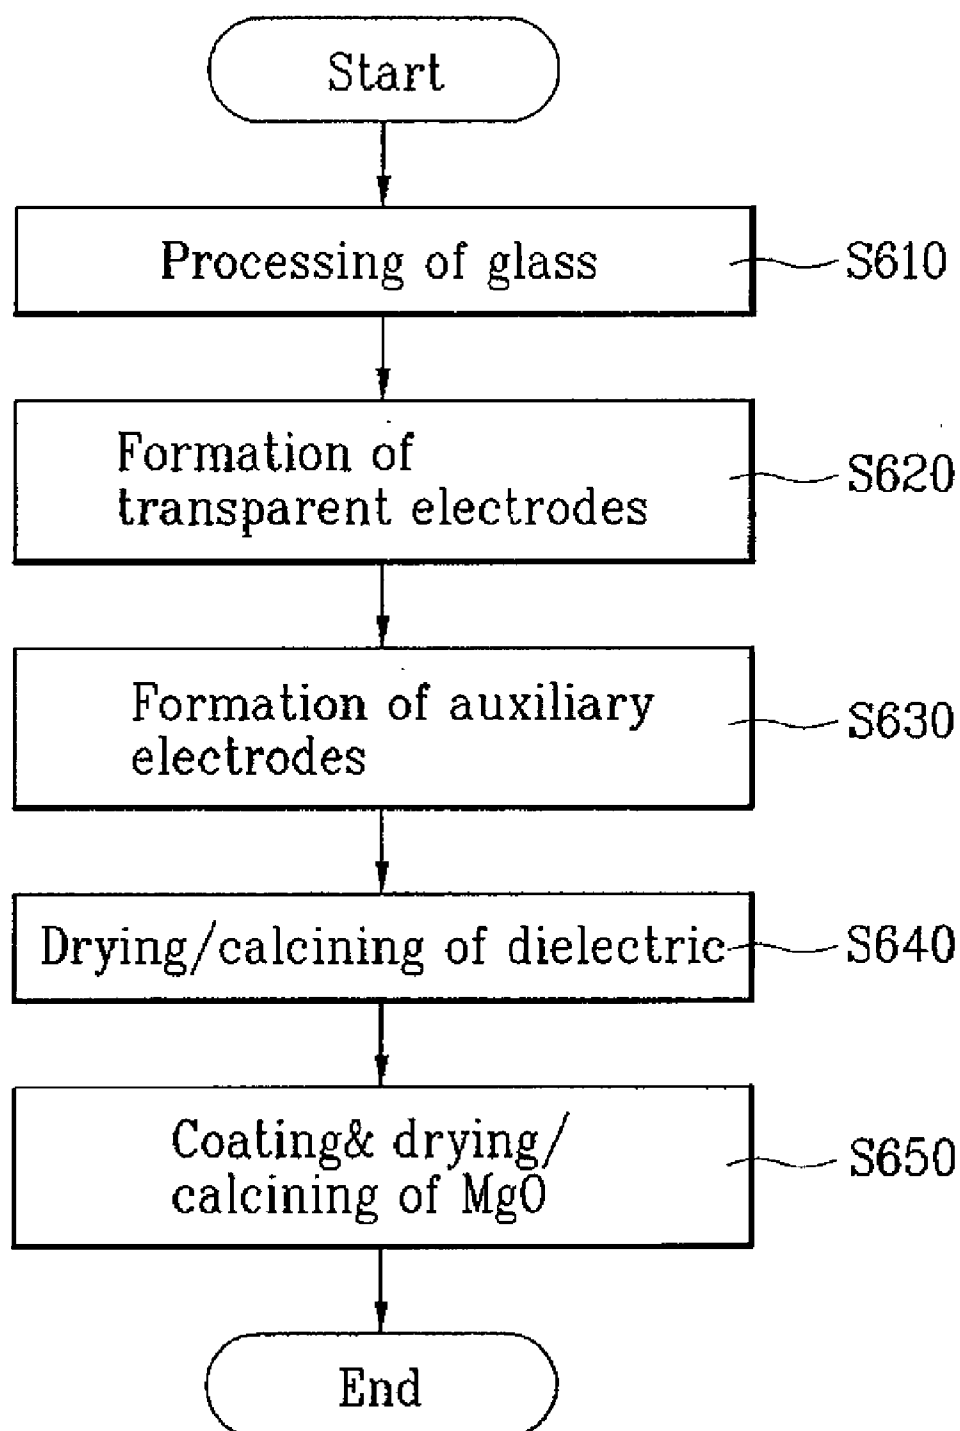 Start
Processing of glass
S610
Formation of
transparent electrodes
S620
Formation of auxiliary
electrodes
S630
Drying/calcining of dielectric
S640
Coating& drying/
calcining of MgO
S650
End